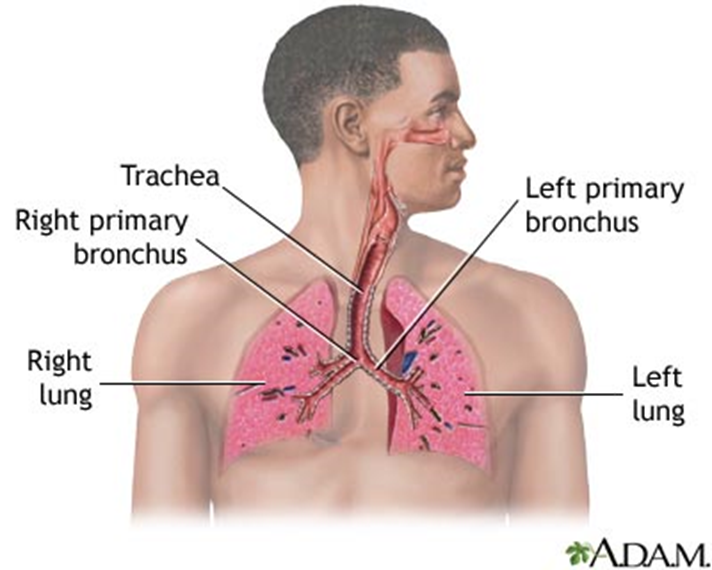 Trachea
Right primary
bronchus
Left primary
bronchus
Right
lung
Left
lung
A.D.A.M.